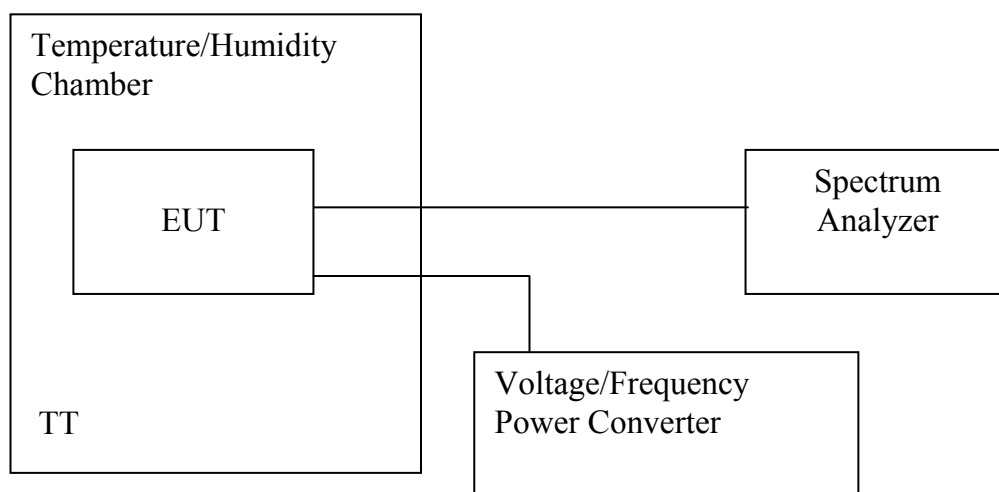 Temperature/Humidity
Chamber
EUT
Spectrum
Analyzer
Voltage/Frequency
Power Converter
TT